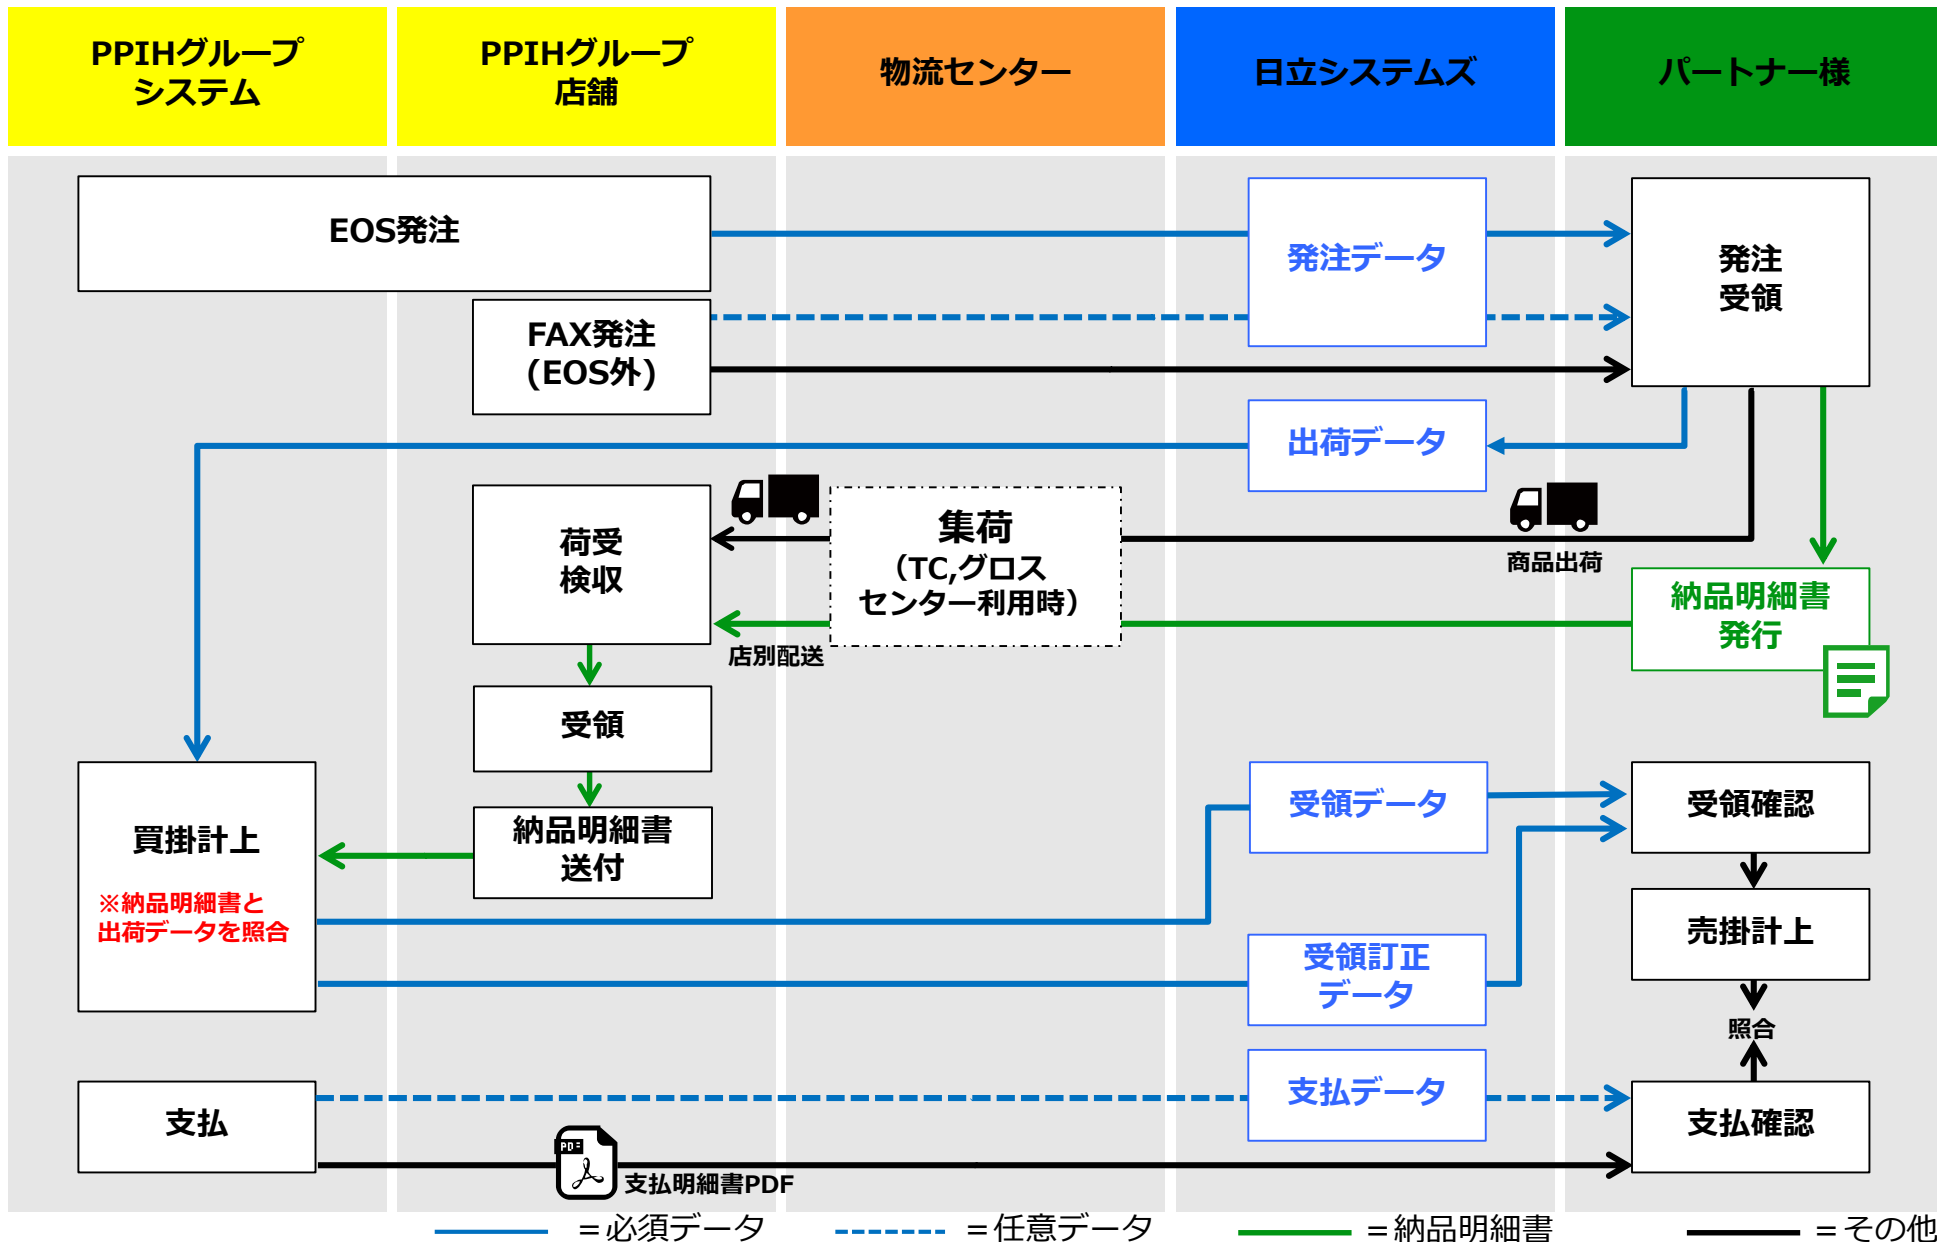 PPIHグループ
システム
PPIHグループ
店舗
物流センター
日立システムズ
パートナー様
EOS発注
発注データ
発注
受領
FAX発注
(EOS外)
出荷データ
荷受
検収
集荷
（TC,グロス
センター利用時）
商品出荷
納品明細書
発行
店別配送
受領
買掛計上
※納品明細書と
出荷データを照合
納品明細書
送付
受領データ
受領確認
売掛計上
受領訂正
データ
照合
支払
支払データ
支払確認
PDF
支払明細書PDF
＝必須データ
＝任意データ
＝納品明細書
＝その他